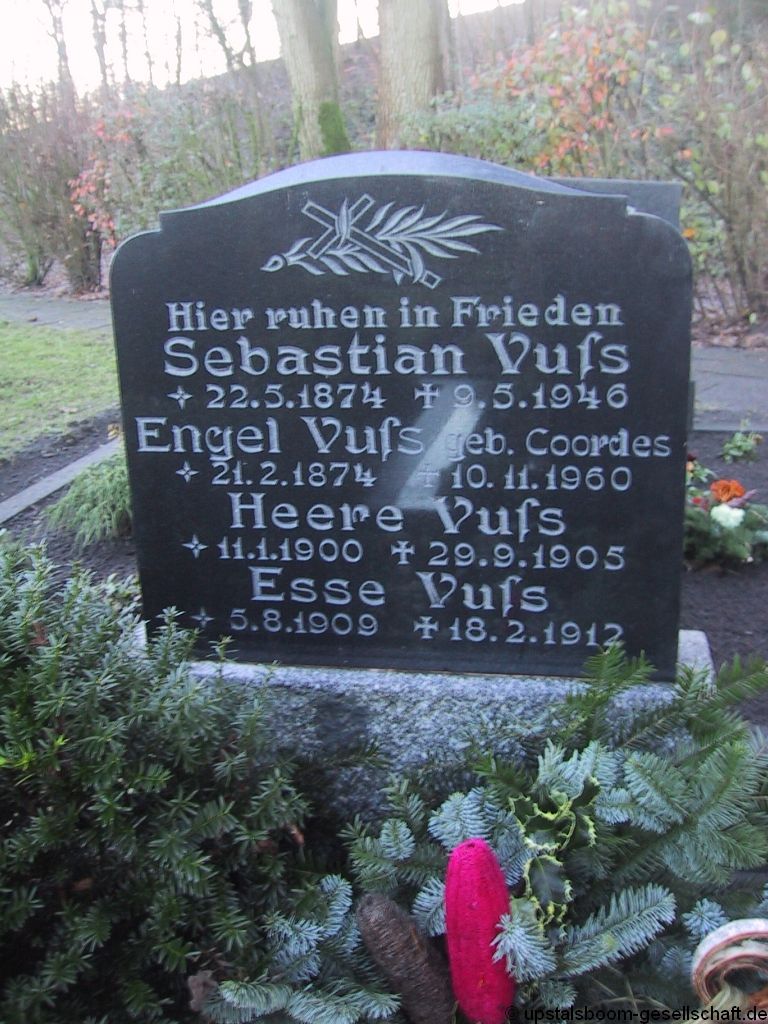 Hier ruhen in Frieden
Sebastian Vuſs
✦ 22.5.1874 ✠ 9.5.1946
Engel Vuſs geb. Coordes
✦ 21.2.1874 ✠ 10.11.1960
Heere Vuſs
✦ 11.1.1900 ✠ 29.9.1905
Esse Vuſs
✦ 5.8.1909 ✠ 18.2.1912
© upstalsboom-gesellschaft.de